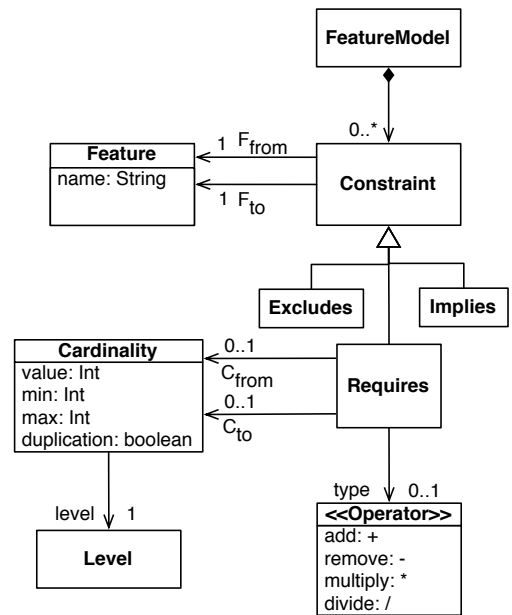 FeatureModel
0..*
Feature
name: String
1 Ffrom
1 Fto
Constraint
Excludes
Implies
Cardinality
value: Int
min: Int
max: Int
duplication: boolean
0..1
Cfrom
0..1
Cto
Requires
level 1
Level
type 0..1
<<Operator>>
add: +
remove: -
multiply: *
divide: /